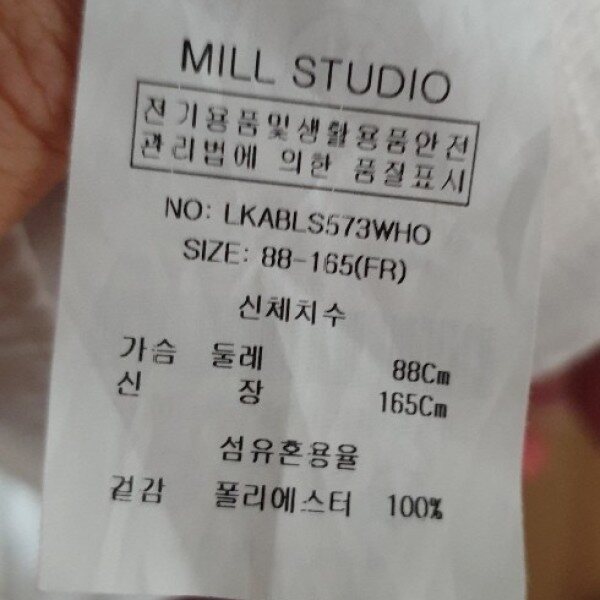 MILL STUDIO
전기용품및생활용품안전
관리법에 의한 품질표시
NO: LKABLS573WHO
SIZE: 88-165(FR)
신체치수
가슴 둘레 88Cm
신 장 165Cm
섬유혼용율
겉감 폴리에스터 100%